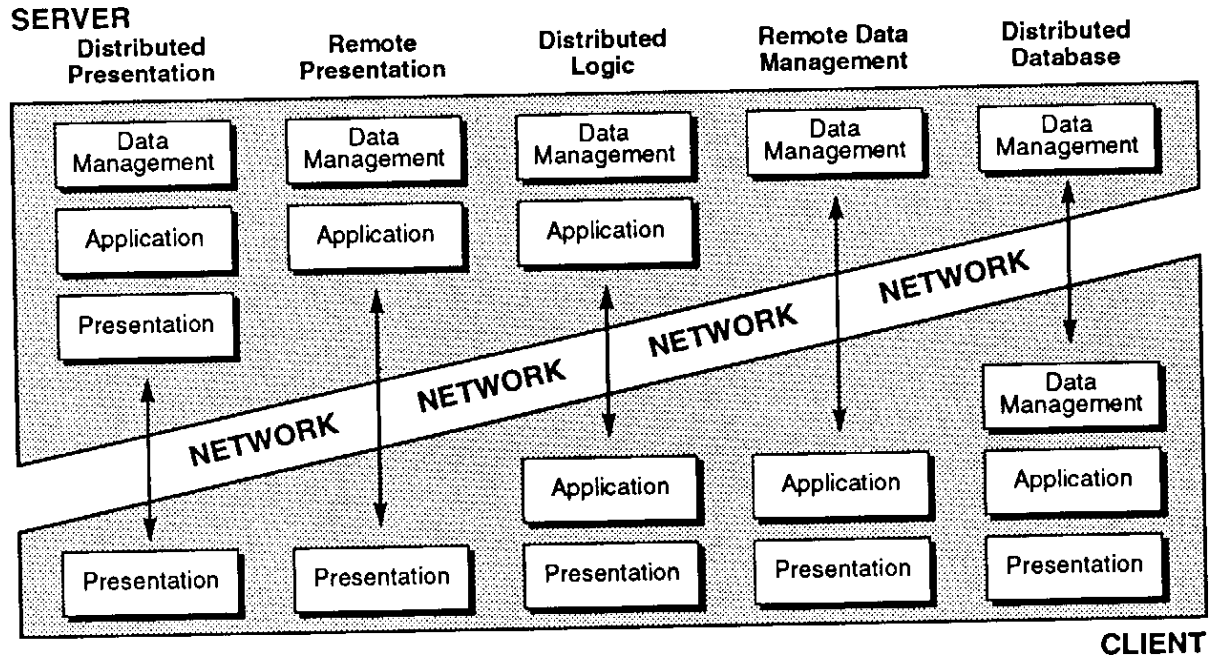 SERVER
Distributed
Presentation
Remote
Presentation
Distributed
Logic
Remote Data
Management
Distributed
Database
Data
Management
Data
Management
Data
Management
Data
Management
Data
Management
Application
Application
Application
Presentation
NETWORK
NETWORK
NETWORK
NETWORK
Data
Management
Application
Application
Application
Presentation
Presentation
Presentation
Presentation
Presentation
CLIENT